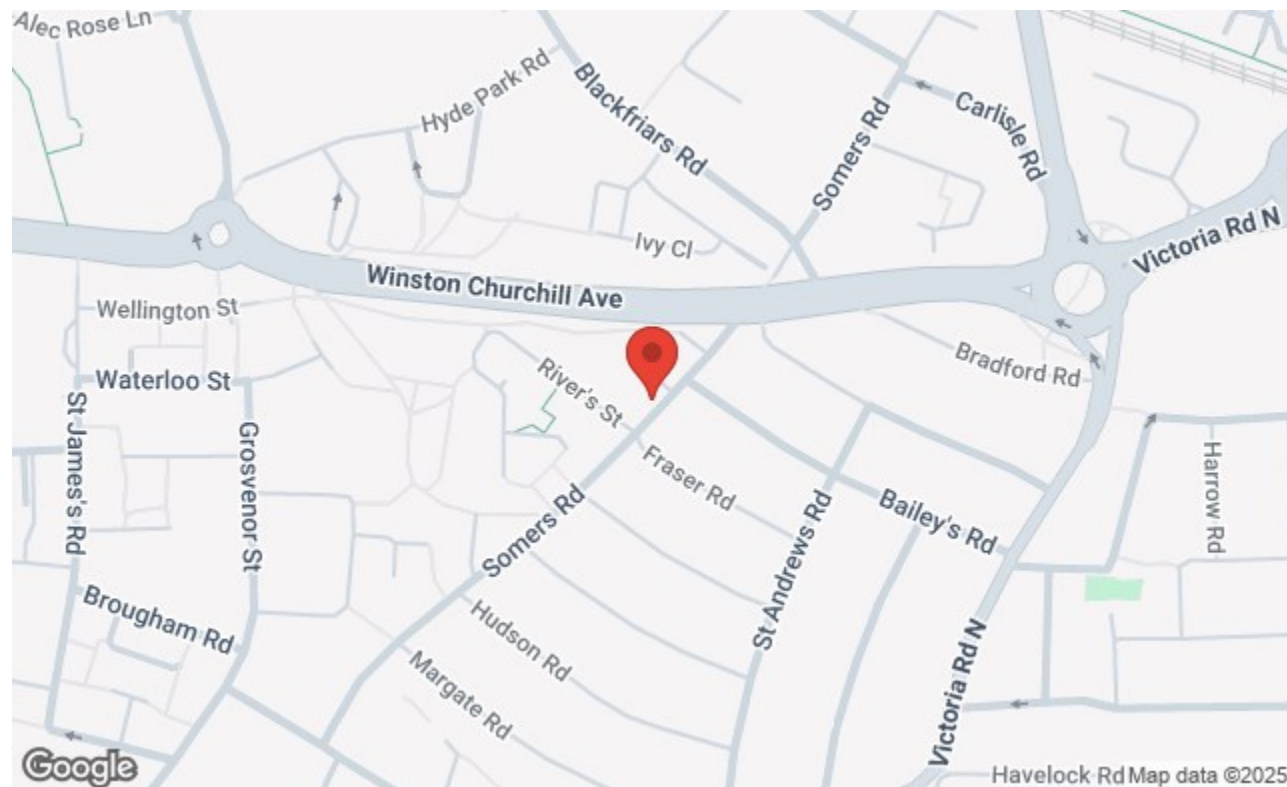 Alec Rose Ln
Hyde Park Rd
Blackfriars Rd
Somers Rd
Carlisle Rd
Victoria Rd N
Ivy Cl
Winston Churchill Ave
Wellington St
Waterloo St
River's St
Bradford Rd
St James's Rd
Grosvenor St
Fraser Rd
Harrow Rd
Bailey's Rd
Somers Rd
St Andrews Rd
Brougham Rd
Hudson Rd
Margate Rd
Victoria Rd N
Google
Havelock Rd
Map data ©2025